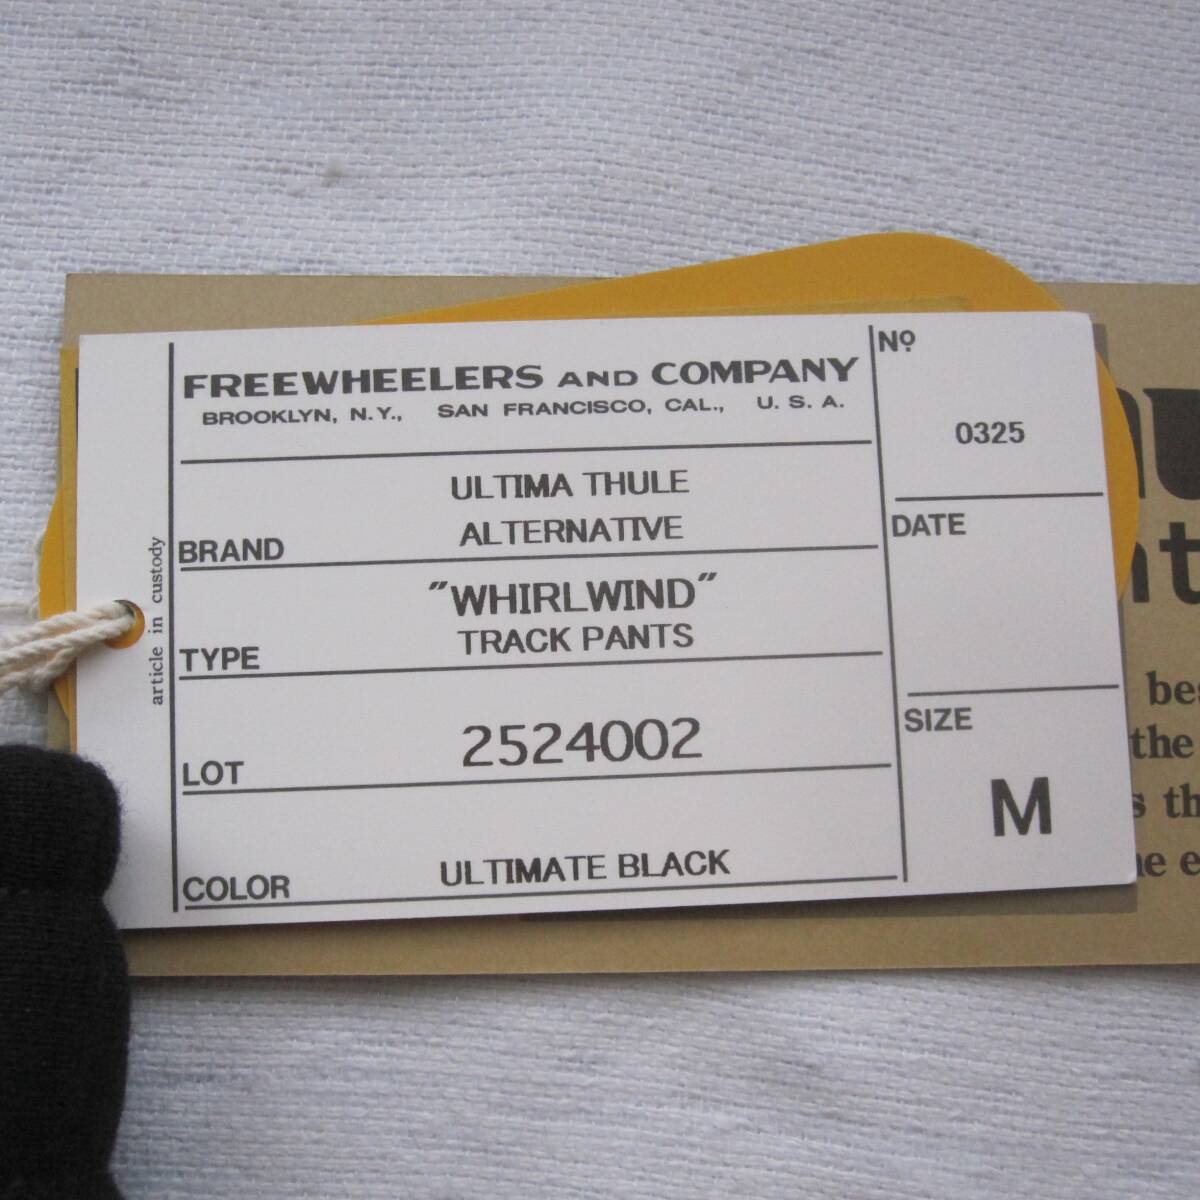 FREEWHEELERS AND COMPANY
BROOKLYN, N.Y., SAN FRANCISCO, CAL., U. S. A.
ULTIMA THULE
ALTERNATIVE
BRAND
"WHIRLWIND"
TRACK PANTS
TYPE
2524002
LOT
ULTIMATE BLACK
COLOR
Nº
0325
DATE
SIZE
M
article in custody
the